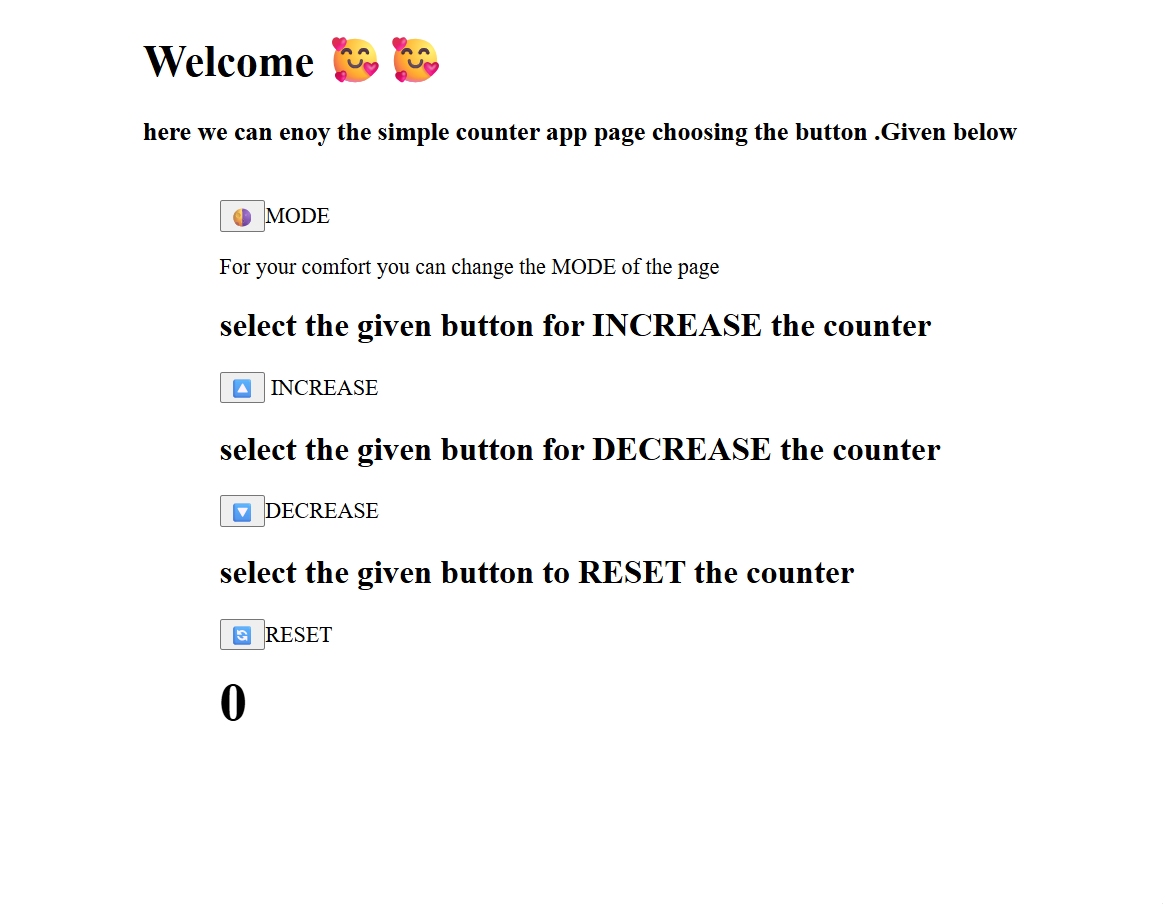 Welcome 🥰 🥰
here we can enoy the simple counter app page choosing the button .Given below
🌗MODE
For your comfort you can change the MODE of the page
select the given button for INCREASE the counter
🔼 INCREASE
select the given button for DECREASE the counter
🔽DECREASE
select the given button to RESET the counter
🔄RESET
0